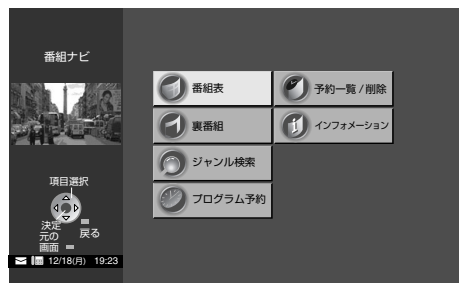 番組ナビ
番組表
予約一覧/削除
裏番組
インフォメーション
ジャンル検索
プログラム予約
項目選択
決定
戻る
元の
画面
12/18(月) 19:23